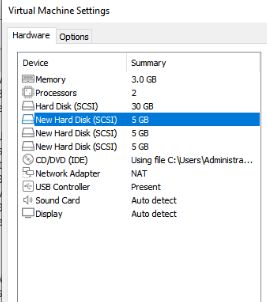 Virtual Machine Settings
Hardware Options
Device Summary
Memory 3.0 GB
Processors 2
Hard Disk (SCSI) 30 GB
New Hard Disk (SCSI) 5 GB
New Hard Disk (SCSI) 5 GB
New Hard Disk (SCSI) 5 GB
CD/DVD (IDE) Using file C:\Users\Administra...
Network Adapter NAT
USB Controller Present
Sound Card Auto detect
Display Auto detect